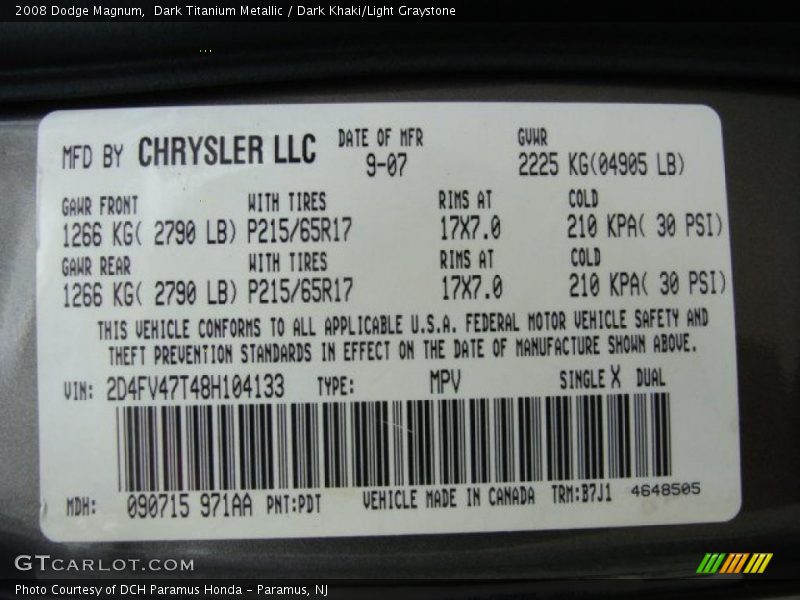 2008 Dodge Magnum,  Dark Titanium Metallic / Dark Khaki/Light Graystone
MFD BY CHRYSLER LLC DATE OF MFR GVWR
9-07 2225 KG(04905 LB)
GAWR FRONT WITH TIRES RIMS AT COLD
1266 KG( 2790 LB) P215/65R17 17X7.0 210 KPA( 30 PSI)
GAWR REAR WITH TIRES RIMS AT COLD
1266 KG( 2790 LB) P215/65R17 17X7.0 210 KPA( 30 PSI)
THIS VEHICLE CONFORMS TO ALL APPLICABLE U.S.A. FEDERAL MOTOR VEHICLE SAFETY AND
THEFT PREVENTION STANDARDS IN EFFECT ON THE DATE OF MANUFACTURE SHOWN ABOVE.
VIN: 2D4FV47T48H104133 TYPE: MPV SINGLE X DUAL
MDH: 090715 971AA PNT:PDT VEHICLE MADE IN CANADA TRM:B7J1 4648505
GTCARLOT.COM
Photo Courtesy of DCH Paramus Honda - Paramus, NJ